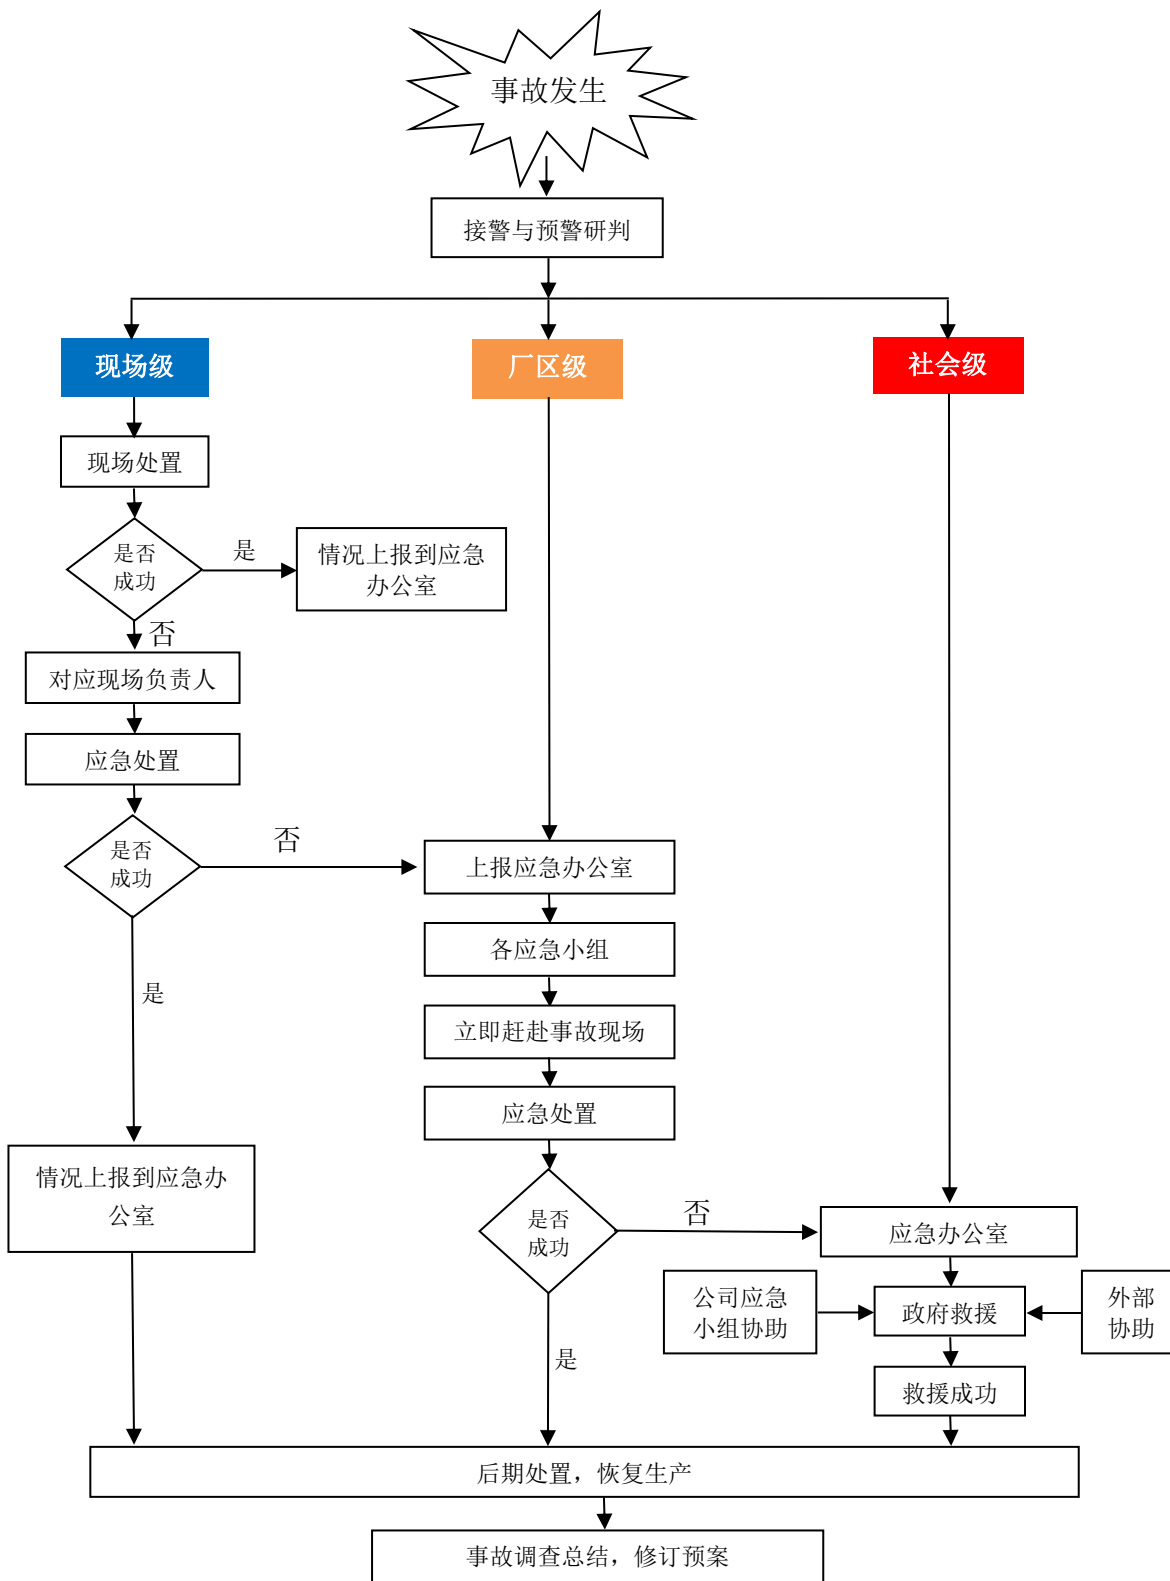 事故发生
接警与预警研判
现场级
厂区级
社会级
现场处置
是否
成功
是
情况上报到应急
办公室
否
对应现场负责人
应急处置
是否
成功
否
上报应急办公室
各应急小组
是
立即赶赴事故现场
应急处置
情况上报到应急办
公室
是否
成功
否
应急办公室
公司应急
小组协助
政府救援
外部
协助
是
救援成功
后期处置，恢复生产
事故调查总结，修订预案